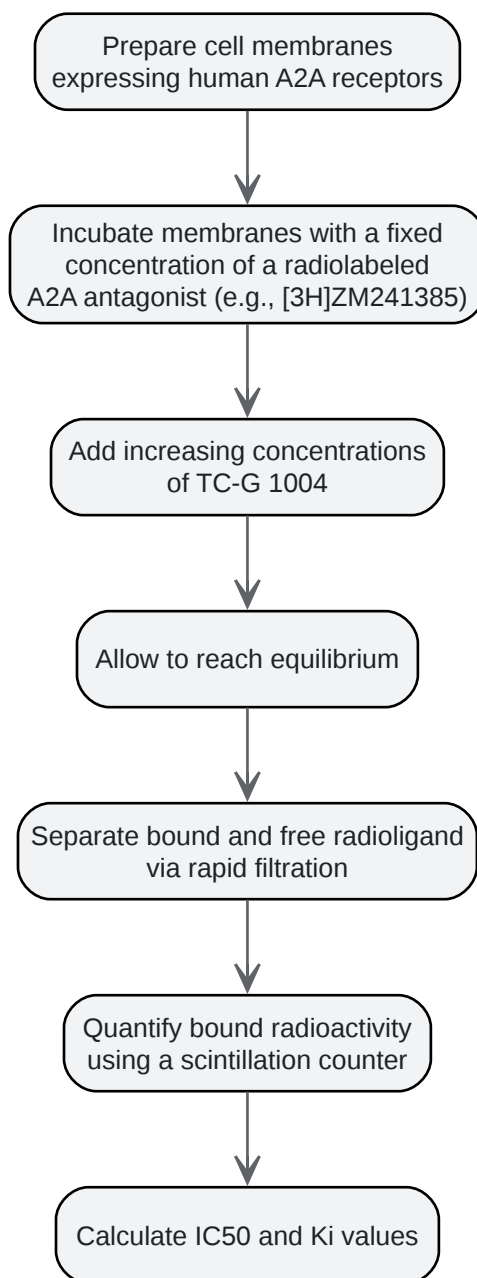 Prepare cell membranes
expressing human A2A receptors
Incubate membranes with a fixed
concentration of a radiolabeled
A2A antagonist (e.g., [3H]ZM241385)
Add increasing concentrations
of TC-G 1004
Allow to reach equilibrium
Separate bound and free radioligand
via rapid filtration
Quantify bound radioactivity
using a scintillation counter
Calculate IC50 and Ki values